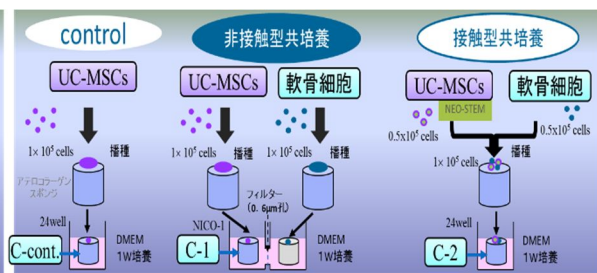 control
UC-MSCs
1×10⁵ cells
播種
アテロコラーゲン
スポンジ
24well
C-cont.
DMEM
1W培養
非接触型共培養
UC-MSCs
軟骨細胞
1×10⁵ cells
1×10⁵ cells
播種
フィルター
(0.6μm孔)
NICO-1
C-1
DMEM
1W培養
接触型共培養
UC-MSCs
軟骨細胞
NEO-STEM
0.5x10⁵ cells
0.5x10⁵ cells
1×10⁵ cells
播種
24well
C-2
DMEM
1W培養